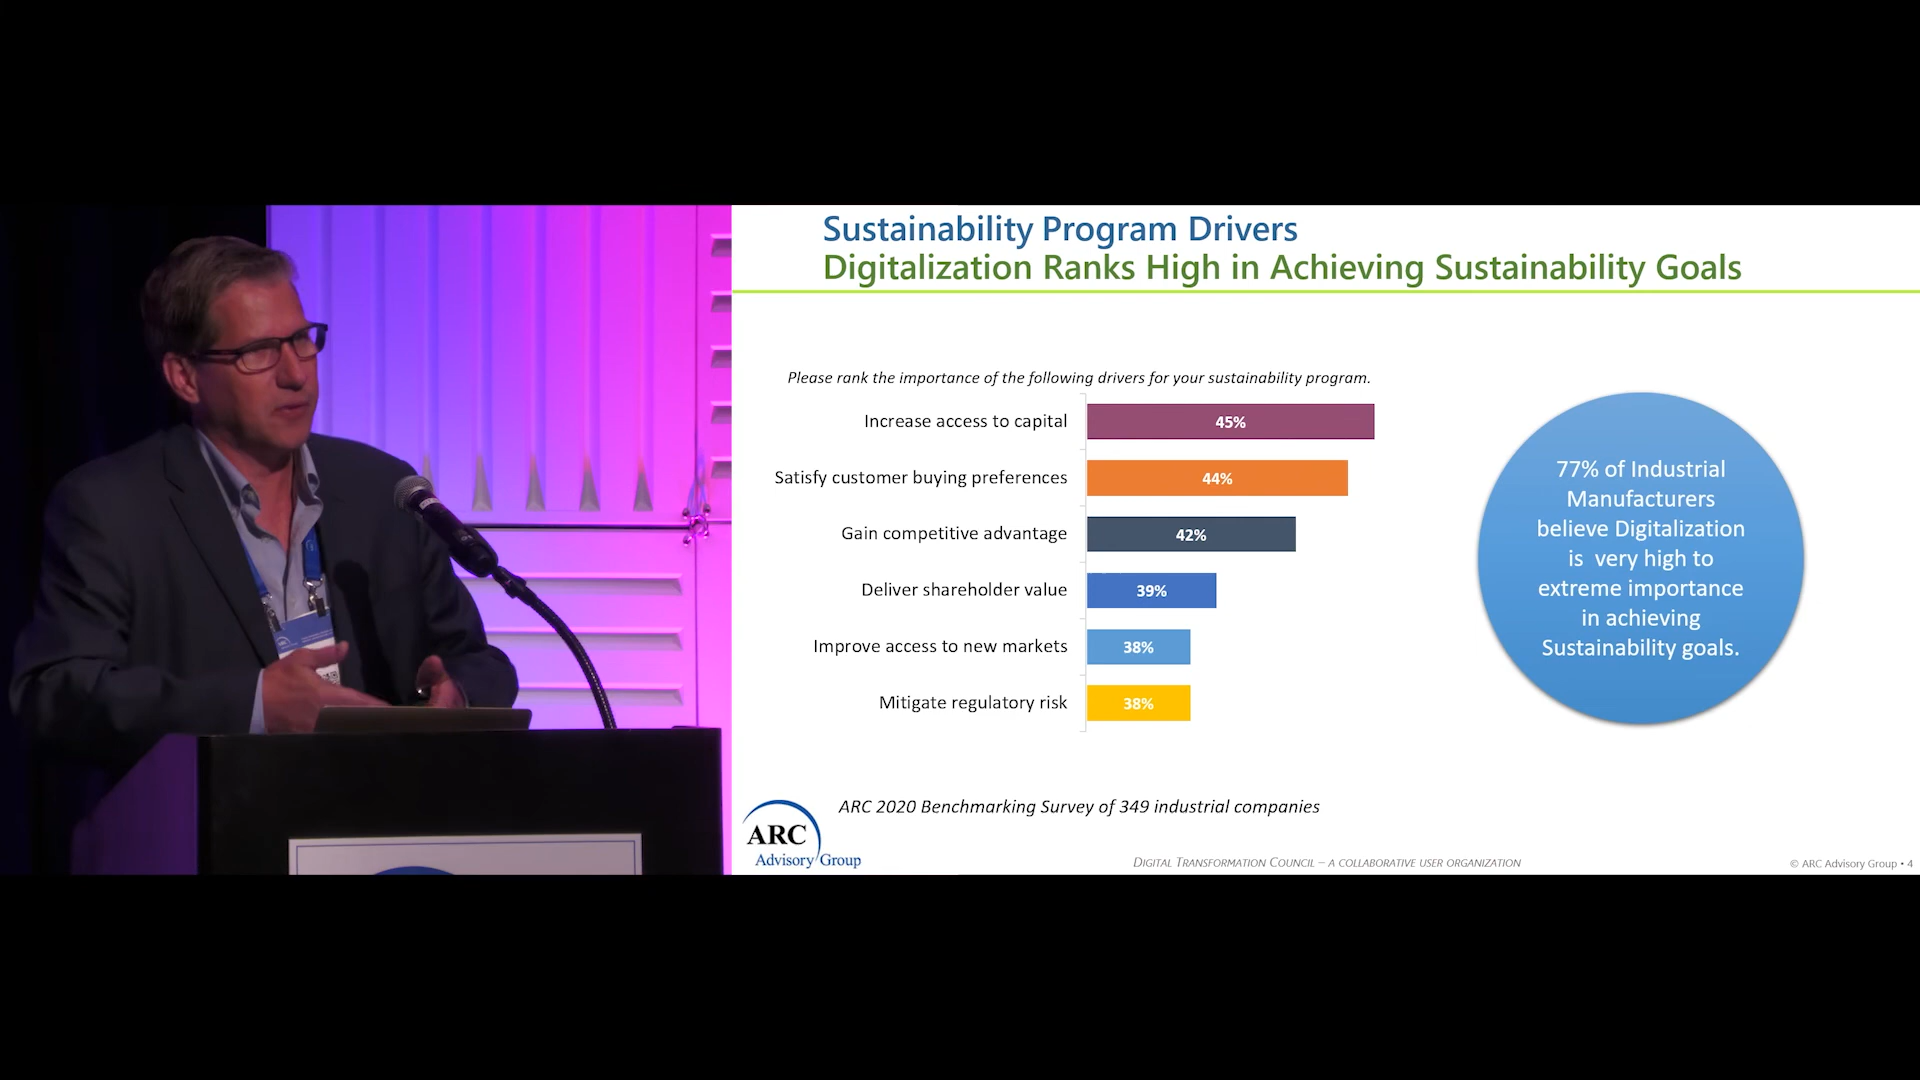 Sustainability Program Drivers
Digitalization Ranks High in Achieving Sustainability Goals
Please rank the importance of the following drivers for your sustainability program.
Increase access to capital 45%
Satisfy customer buying preferences 44%
Gain competitive advantage 42%
Deliver shareholder value 39%
Improve access to new markets 38%
Mitigate regulatory risk 38%
77% of Industrial
Manufacturers
believe Digitalization
is very high to
extreme importance
in achieving
Sustainability goals.
ARC 2020 Benchmarking Survey of 349 industrial companies
ARC
Advisory Group
DIGITAL TRANSFORMATION COUNCIL – A COLLABORATIVE USER ORGANIZATION
© ARC Advisory Group • 4